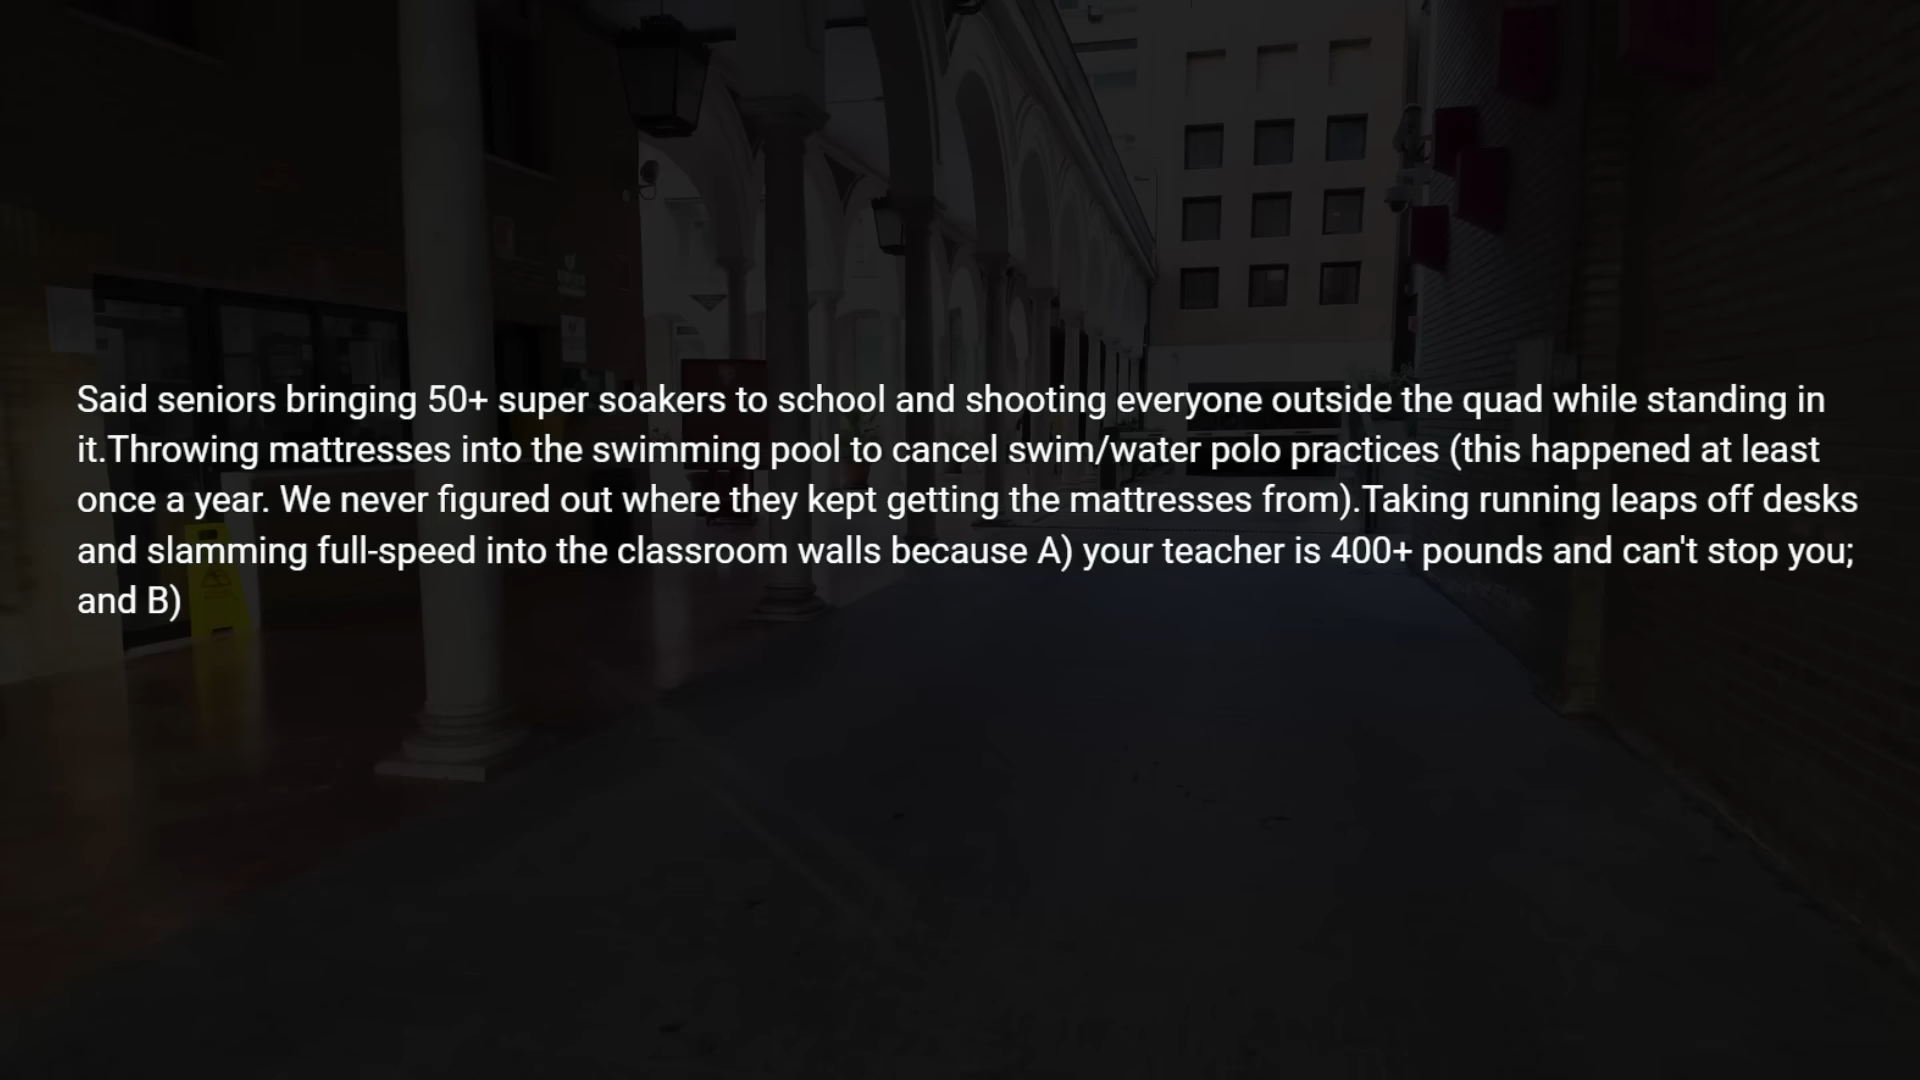 Said seniors bringing 50+ super soakers to school and shooting everyone outside the quad while standing in
it.Throwing mattresses into the swimming pool to cancel swim/water polo practices (this happened at least
once a year. We never figured out where they kept getting the mattresses from).Taking running leaps off desks
and slamming full-speed into the classroom walls because A) your teacher is 400+ pounds and can't stop you;
and B)